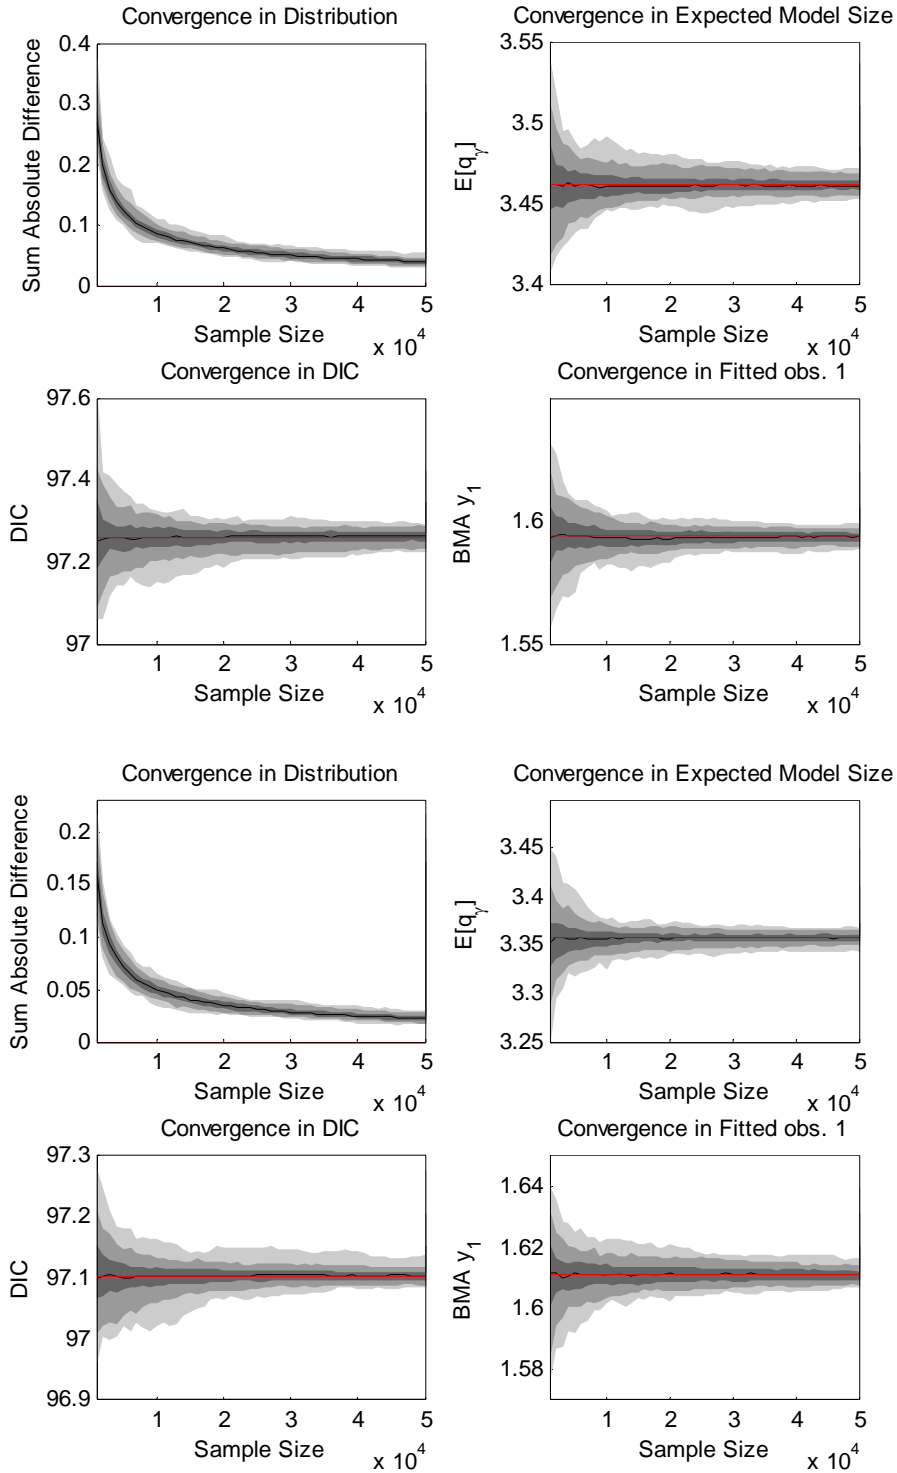 Convergence in Distribution
Sum Absolute Difference
0.4
0.3
0.2
0.1
0
1 2 3 4 5
Sample Size
x 10^4
Convergence in Expected Model Size
E[q_γ]
3.55
3.5
3.45
3.4
1 2 3 4 5
Sample Size
x 10^4
Convergence in DIC
DIC
97.6
97.4
97.2
97
1 2 3 4 5
Sample Size
x 10^4
Convergence in Fitted obs. 1
BMA y_1
1.6
1.55
1 2 3 4 5
Sample Size
x 10^4
Convergence in Distribution
Sum Absolute Difference
0.2
0.15
0.1
0.05
0
1 2 3 4 5
Sample Size
x 10^4
Convergence in Expected Model Size
E[q_γ]
3.45
3.4
3.35
3.3
3.25
1 2 3 4 5
Sample Size
x 10^4
Convergence in DIC
DIC
97.3
97.2
97.1
97
96.9
1 2 3 4 5
Sample Size
x 10^4
Convergence in Fitted obs. 1
BMA y_1
1.64
1.62
1.6
1.58
1 2 3 4 5
Sample Size
x 10^4